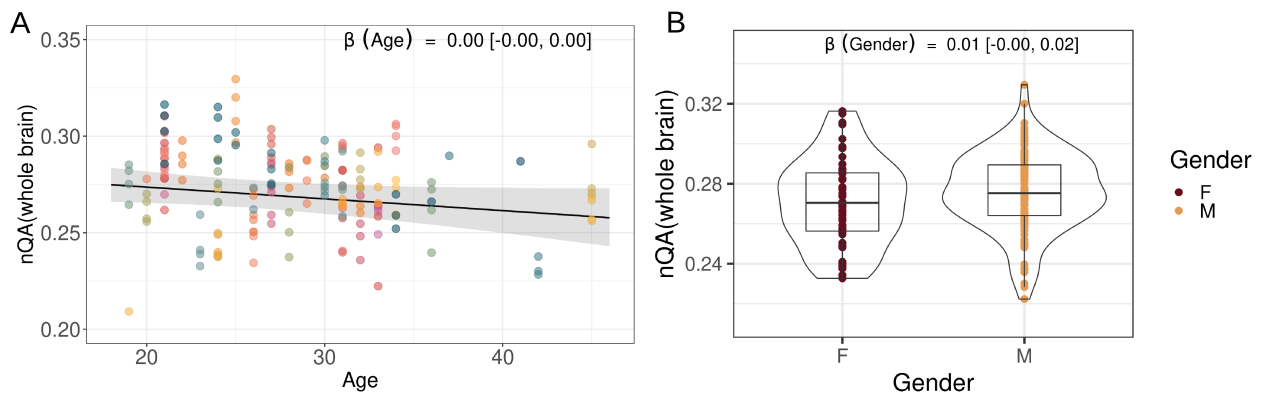 A
0.35
0.30
0.25
0.20
nQA(whole brain)
β (Age) = 0.00 [-0.00, 0.00]
20
30
40
Age
B
0.32
0.28
0.24
nQA(whole brain)
β (Gender) = 0.01 [-0.00, 0.02]
F
M
Gender
Gender
F
M